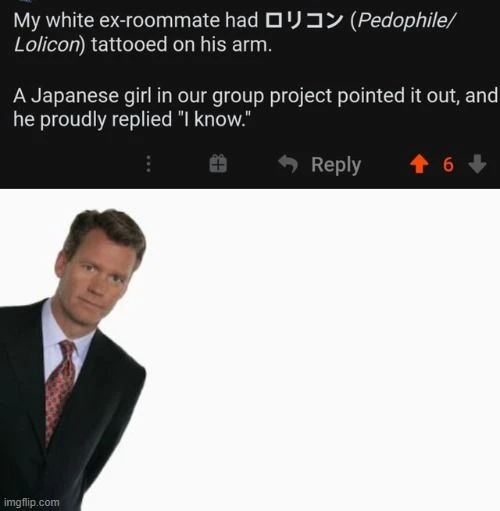 My white ex-roommate had ロリコン (Pedophile/
Lolicon) tattooed on his arm.
A Japanese girl in our group project pointed it out, and
he proudly replied "I know."
Reply 6
imgflip.com